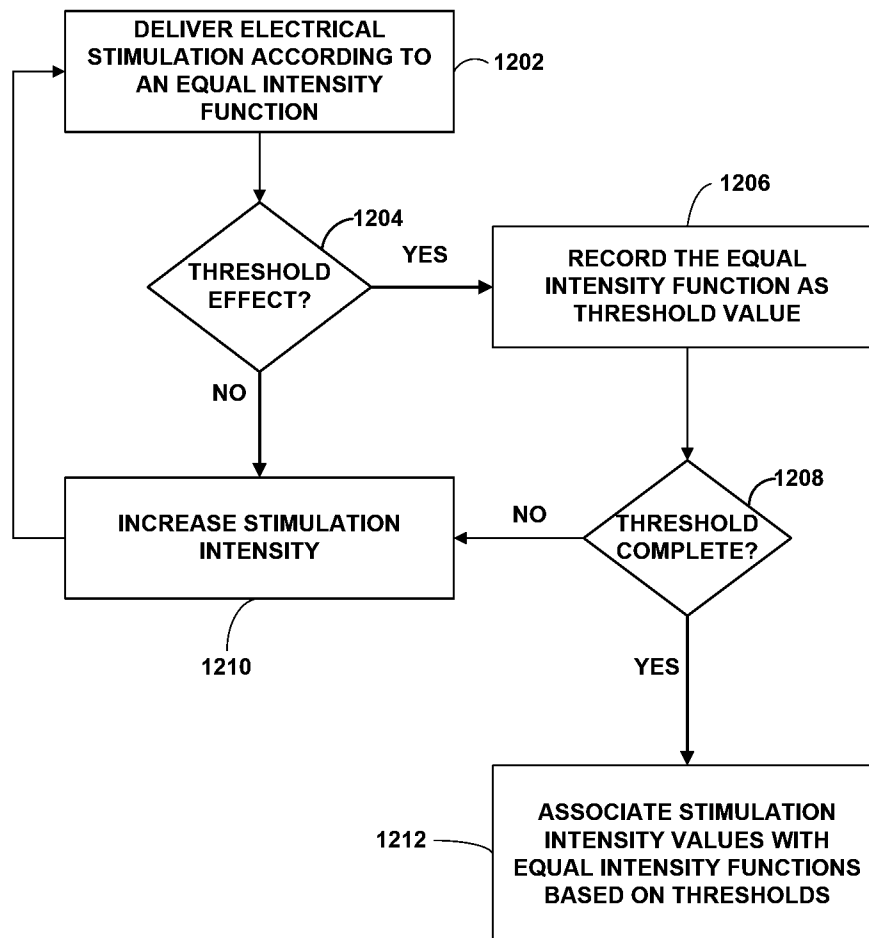 DELIVER ELECTRICAL
STIMULATION ACCORDING TO
AN EQUAL INTENSITY
FUNCTION
1202
1204
THRESHOLD
EFFECT?
YES
NO
1206
RECORD THE EQUAL
INTENSITY FUNCTION AS
THRESHOLD VALUE
1208
THRESHOLD
COMPLETE?
NO
YES
INCREASE STIMULATION
INTENSITY
1210
1212
ASSOCIATE STIMULATION
INTENSITY VALUES WITH
EQUAL INTENSITY FUNCTIONS
BASED ON THRESHOLDS